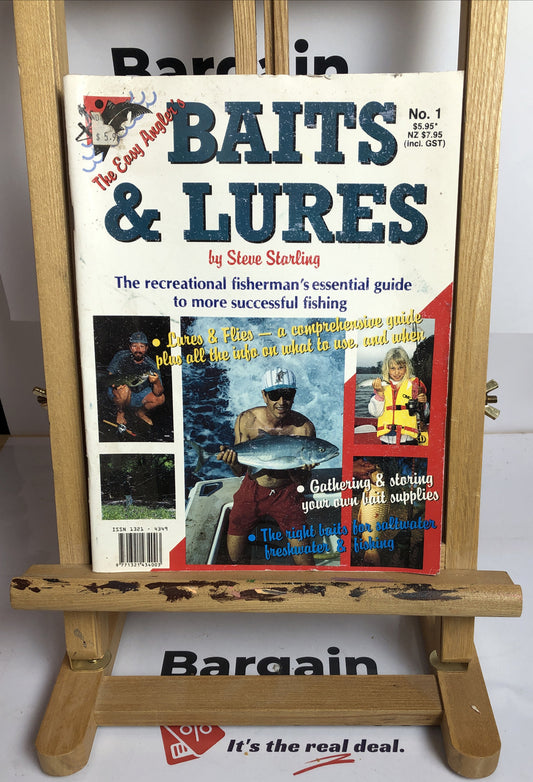 Bargain
The Easy Angler's
BAITS
& LURES
No. 1
$5.95*
NZ $7.95
(incl. GST)
by Steve Starling
The recreational fisherman's essential guide
to more successful fishing
• Lures & Flies — a comprehensive guide
plus all the info on what to use, and when
• Gathering & storing
your own bait supplies
• The right baits for saltwater
freshwater & fishing
ISSN 1321 - 4349
9 771321 434003
Bargain
It's the real deal.